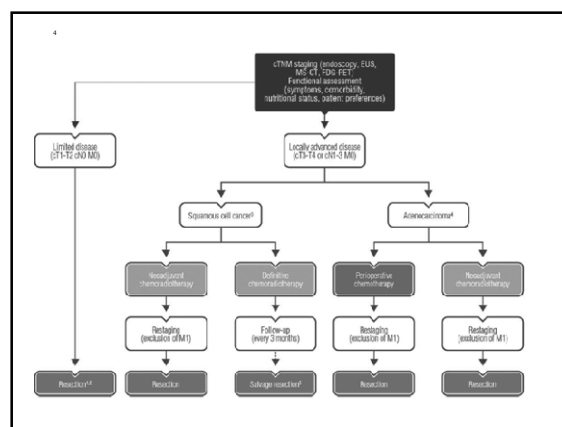 4
cTNM staging (endoscopy, EUS,
MS-CT, FDG-PET)
Functional assessment
(symptoms, comorbidity,
nutritional status, patient preferences)
Limited disease
(cT1-T2 cN0 M0)
Locally advanced disease
(cT3-T4 or cN1-3 M0)
Squamous cell cancer
Adenocarcinoma
Neoadjuvant
chemoradiotherapy
Definitive
chemoradiotherapy
Perioperative
chemotherapy
Neoadjuvant
chemoradiotherapy
Restaging
(exclusion of M1)
Follow-up
(every 3 months)
Restaging
(exclusion of M1)
Restaging
(exclusion of M1)
Resection
Resection
Salvage resection
Resection
Resection